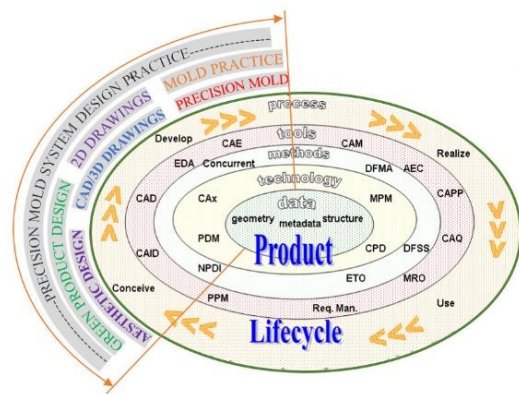 ----PRECISION MOLD SYSTEM DESIGN PRACTICE----
GREEN PRODUCT DESIGN
2D DRAWINGS
MOLD PRACTICE
AESTHETIC DESIGN
CAD/3D DRAWINGS
PRECISION MOLD
process
Develop
tools
CAE
CAM
Realize
methods
EDA
Concurrent
DFMA
AEC
technology
CAD
CAx
data
MPM
CAPP
geometry
metadata
structure
Product
PDM
CPD
DFSS
CAQ
CAID
NPDI
ETO
MRO
Conceive
PPM
Req. Man.
Use
Lifecycle